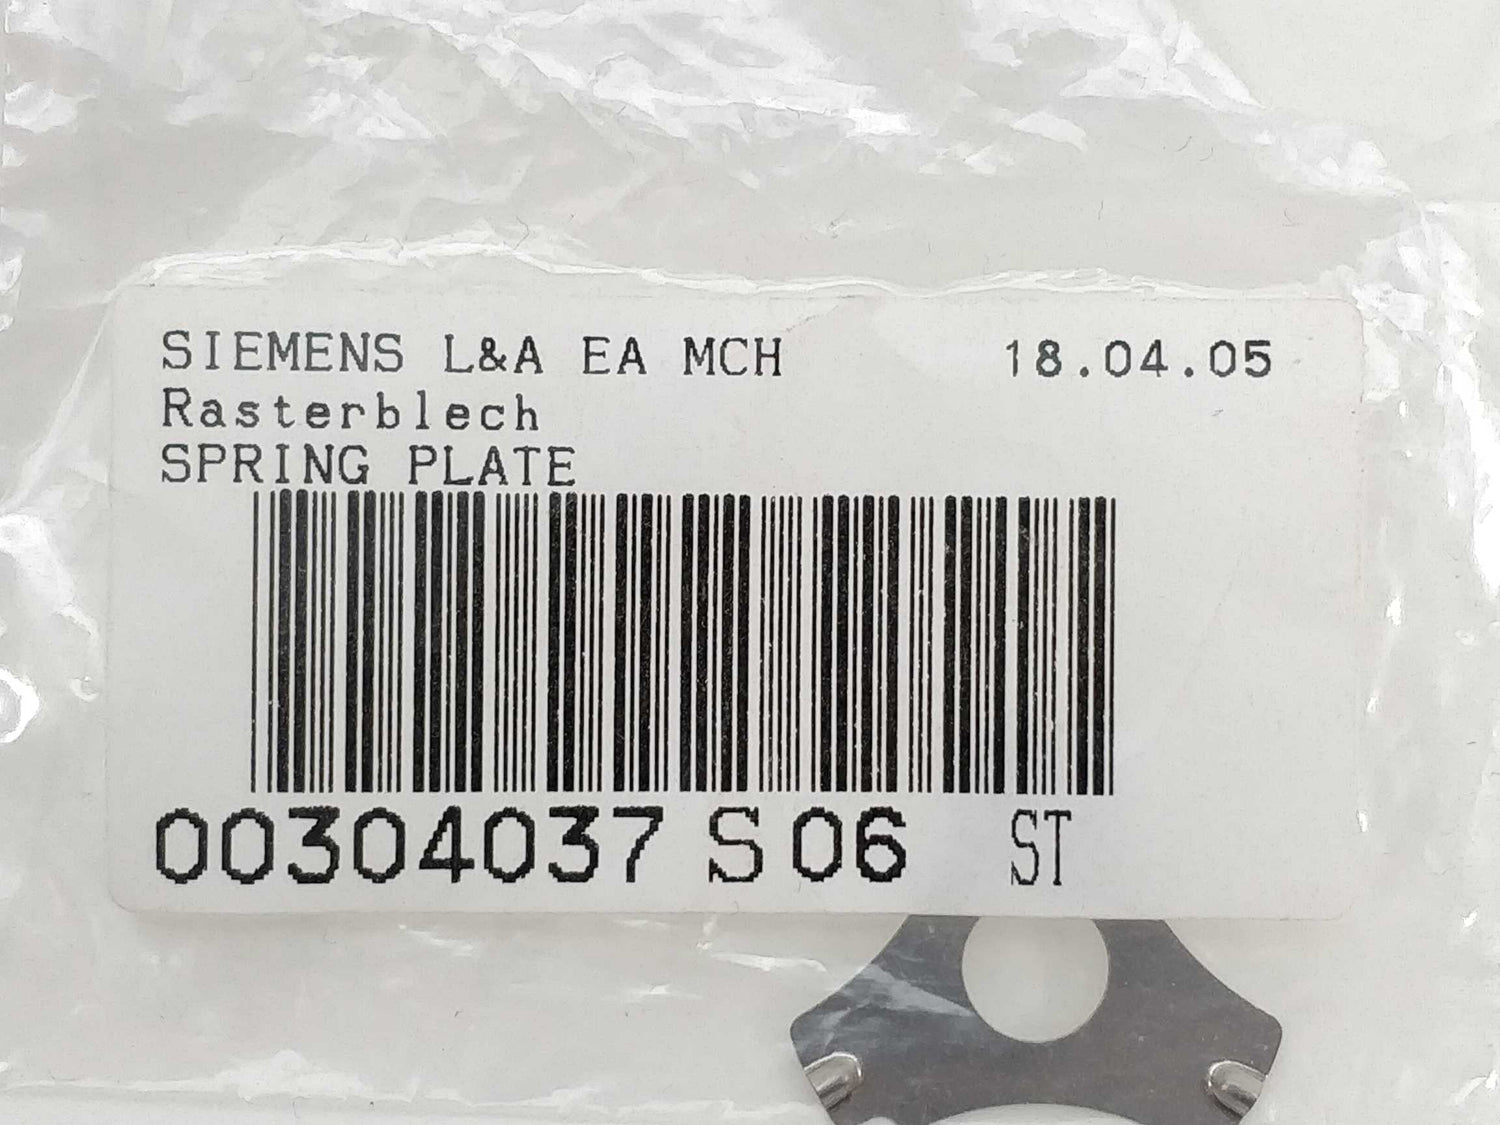 SIEMENS L&A EA MCH 18.04.05
Rasterblech
SPRING PLATE
00304037 S 06 ST